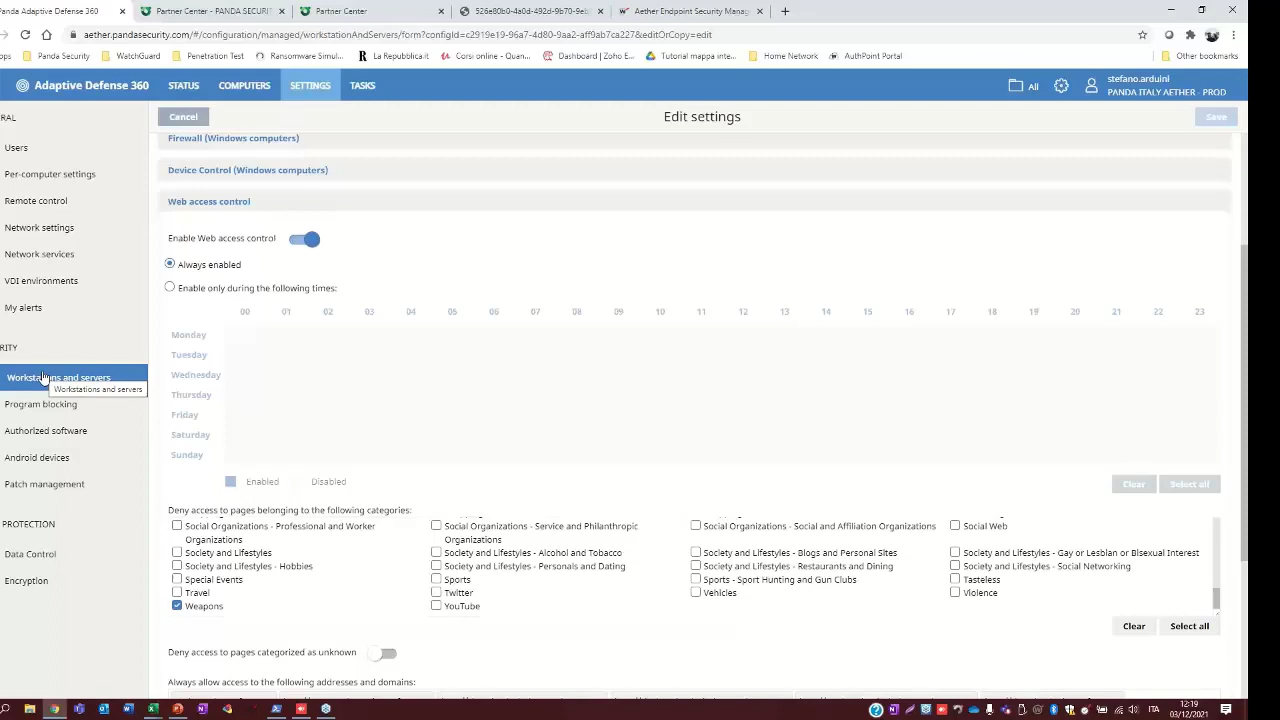 anda Adaptive Defense 360
Partner Center - PANDA SECURIT
Partner Center
526e80b0-4a0d-492d-9b70-9eb
Aether Endpoint Security Manag
aether.pandasecurity.com/#/configuration/managed/workstationAndServers/form?configId=c2919e19-96a7-4d80-9aa2-aff9ab7ca227&editOrCopy=edit
Apps
Panda Security
WatchGuard
Penetration Test
Ransomware Simu...
La Repubblica.it
Corsi online - Quan...
Dashboard | Zoho E...
Tutorial mappa inte...
Home Network
AuthPoint Portal
Other bookmarks
Adaptive Defense 360
STATUS
COMPUTERS
SETTINGS
TASKS
All
stefano.arduini
PANDA ITALY AETHER - PROD
RAL
Users
Per-computer settings
Remote control
Network settings
Network services
VDI environments
My alerts
RITY
Workstations and servers
Workstations and servers
Program blocking
Authorized software
Android devices
Patch management
PROTECTION
Data Control
Encryption
Cancel
Edit settings
Save
Firewall (Windows computers)
Device Control (Windows computers)
Web access control
Enable Web access control
Always enabled
Enable only during the following times:
00 01 02 03 04 05 06 07 08 09 10 11 12 13 14 15 16 17 18 19 20 21 22 23
Monday
Tuesday
Wednesday
Thursday
Friday
Saturday
Sunday
Enabled
Disabled
Clear
Select all
Deny access to pages belonging to the following categories:
Social Organizations - Professional and Worker Organizations
Social Organizations - Service and Philanthropic Organizations
Social Organizations - Social and Affiliation Organizations
Social Web
Society and Lifestyles
Society and Lifestyles - Alcohol and Tobacco
Society and Lifestyles - Blogs and Personal Sites
Society and Lifestyles - Gay or Lesbian or Bisexual Interest
Society and Lifestyles - Hobbies
Society and Lifestyles - Personals and Dating
Society and Lifestyles - Restaurants and Dining
Society and Lifestyles - Social Networking
Special Events
Sports
Sports - Sport Hunting and Gun Clubs
Tasteless
Travel
Twitter
Vehicles
Violence
Weapons
YouTube
Clear
Select all
Deny access to pages categorized as unknown
Always allow access to the following addresses and domains:
ITA
12:19
03/12/2021